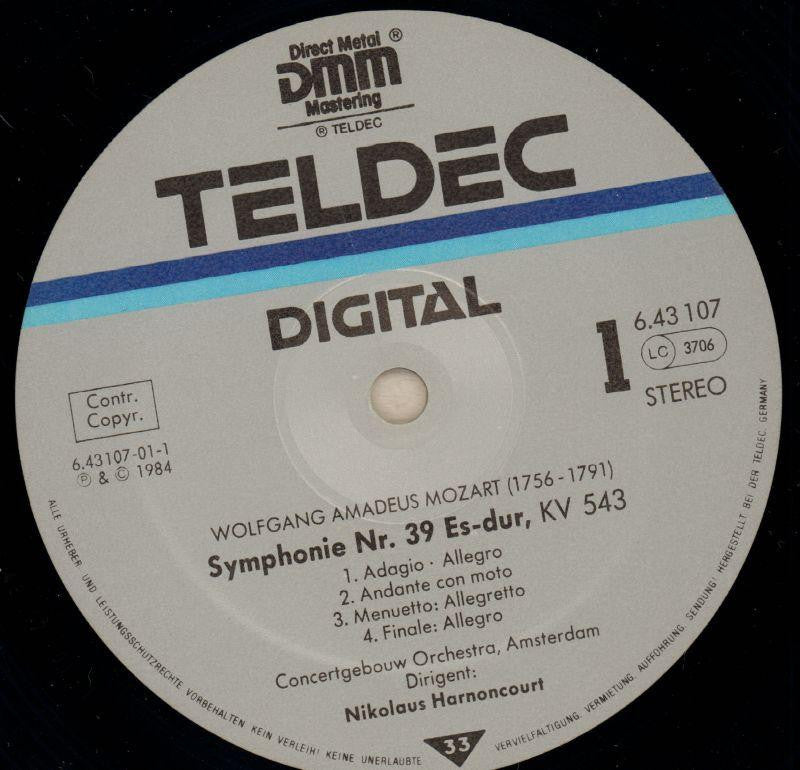 Direct Metal ®
DMM
Mastering
® TELDEC
TELDEC
DIGITAL
1
6.43107
LC 3706
STEREO
Contr.
Copyr.
6.43107-01-1
Ⓟ & © 1984
WOLFGANG AMADEUS MOZART (1756-1791)
Symphonie Nr. 39 Es-dur, KV 543
1. Adagio · Allegro
2. Andante con moto
3. Menuetto: Allegretto
4. Finale: Allegro
Concertgebouw Orchestra, Amsterdam
Dirigent:
Nikolaus Harnoncourt
33
ALLE URHEBER- UND LEISTUNGSSCHUTZRECHTE VORBEHALTEN. KEIN VERLEIH! KEINE UNERLAUBTE VERVIELFÄLTIGUNG, VERMIETUNG, AUFFÜHRUNG, SENDUNG! HERGESTELLT BEI DER TELDEC. GERMANY